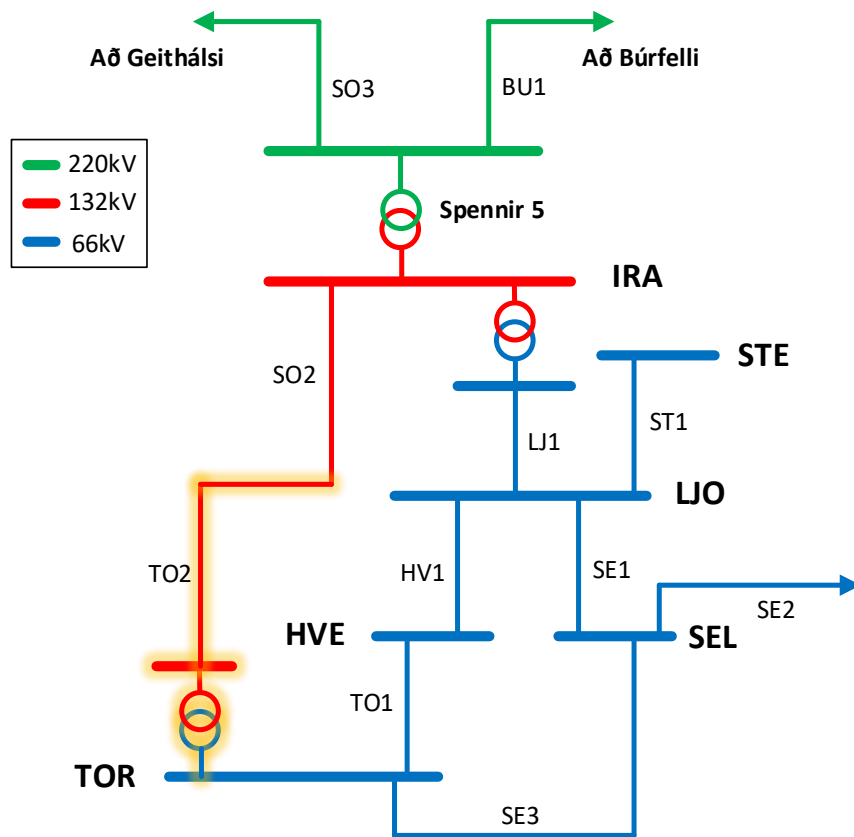 Að Geithálsi
Að Búrfelli
SO3
BU1
220kV
132kV
66kV
Spennir 5
IRA
SO2
STE
ST1
LJ1
LJO
TO2
HV1
SE1
SE2
HVE
SEL
TO1
TOR
SE3